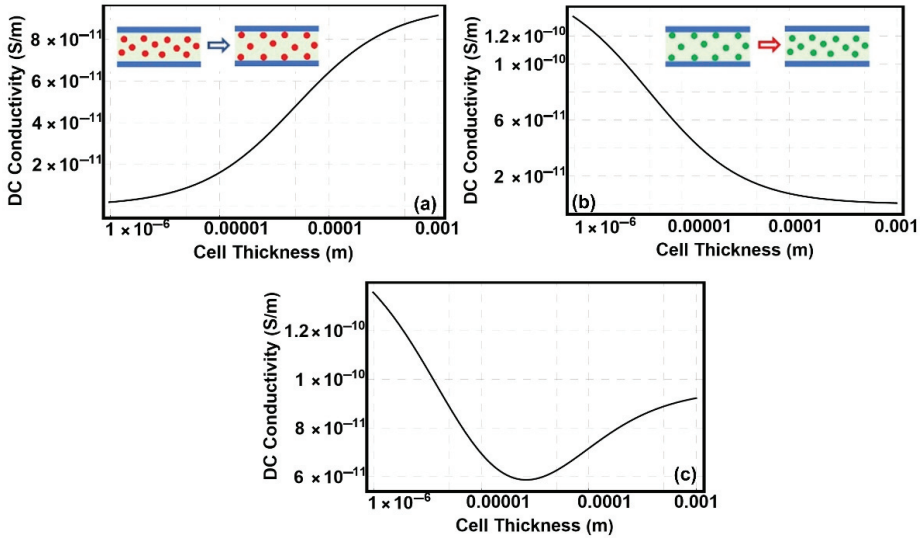 DC Conductivity (S/m)
8 × 10⁻¹¹
6 × 10⁻¹¹
4 × 10⁻¹¹
2 × 10⁻¹¹
(a)
1 × 10⁻⁶ 0.00001 0.0001 0.001
Cell Thickness (m)
DC Conductivity (S/m)
1.2 × 10⁻¹⁰
1 × 10⁻¹⁰
8 × 10⁻¹¹
6 × 10⁻¹¹
2 × 10⁻¹¹
(b)
1 × 10⁻⁶ 0.00001 0.0001 0.001
Cell Thickness (m)
DC Conductivity (S/m)
1.2 × 10⁻¹⁰
1 × 10⁻¹⁰
8 × 10⁻¹¹
6 × 10⁻¹¹
(c)
1 × 10⁻⁶ 0.00001 0.0001 0.001
Cell Thickness (m)